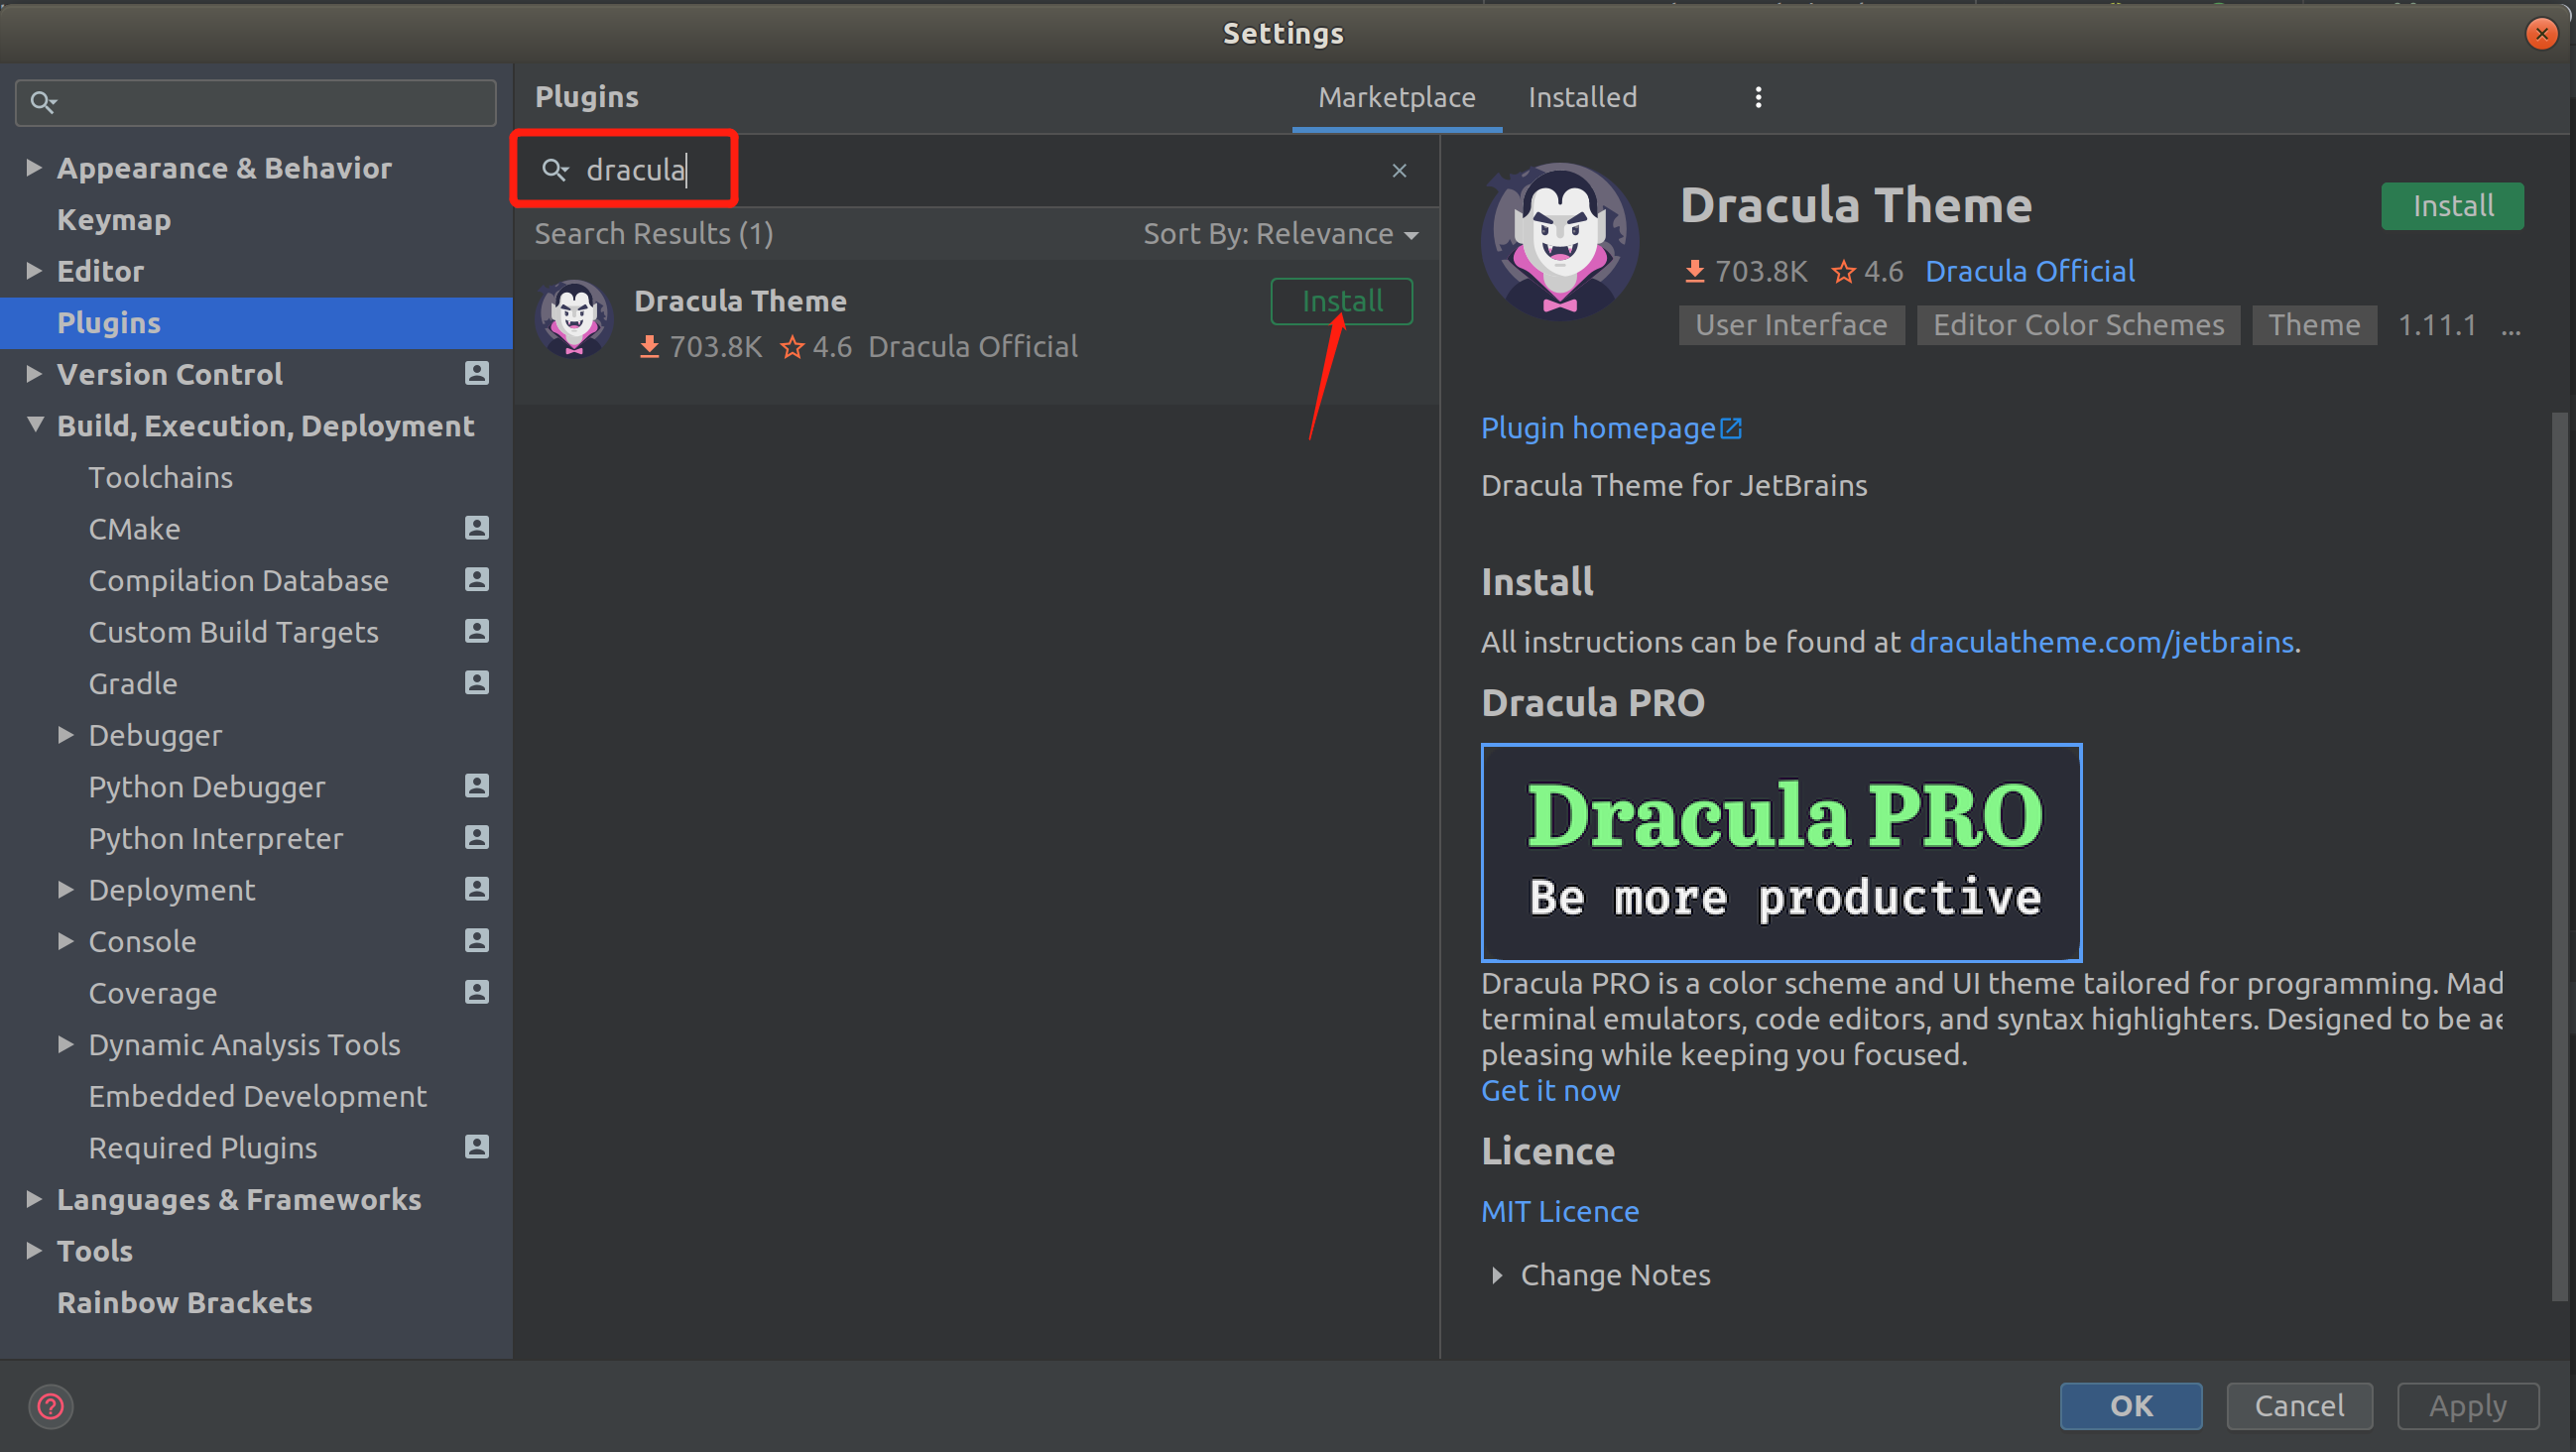 Settings
Appearance & Behavior
Keymap
Editor
Plugins
Version Control
Build, Execution, Deployment
Toolchains
CMake
Compilation Database
Custom Build Targets
Gradle
Debugger
Python Debugger
Python Interpreter
Deployment
Console
Coverage
Dynamic Analysis Tools
Embedded Development
Required Plugins
Languages & Frameworks
Tools
Rainbow Brackets
Plugins
Marketplace
Installed
dracula
Search Results (1)
Sort By: Relevance
Dracula Theme
Install
703.8K 4.6 Dracula Official
Dracula Theme
Install
703.8K 4.6 Dracula Official
User Interface Editor Color Schemes Theme 1.11.1 ...
Plugin homepage
Dracula Theme for JetBrains
Install
All instructions can be found at draculatheme.com/jetbrains.
Dracula PRO
Dracula PRO
Be more productive
Dracula PRO is a color scheme and UI theme tailored for programming. Mad
terminal emulators, code editors, and syntax highlighters. Designed to be ae
pleasing while keeping you focused.
Get it now
Licence
MIT Licence
Change Notes
?
OK
Cancel
Apply